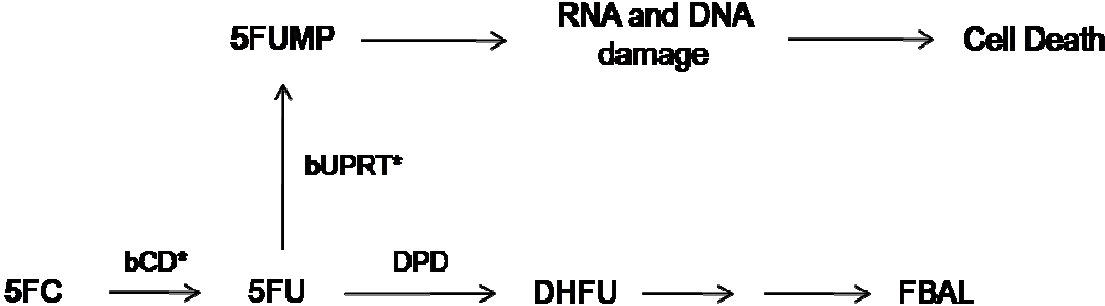 RNA and DNA
5FUMP
damage
Cell Death
bUPRT*
bCD*
DPD
5FC
5FU
DHFU
FBAL